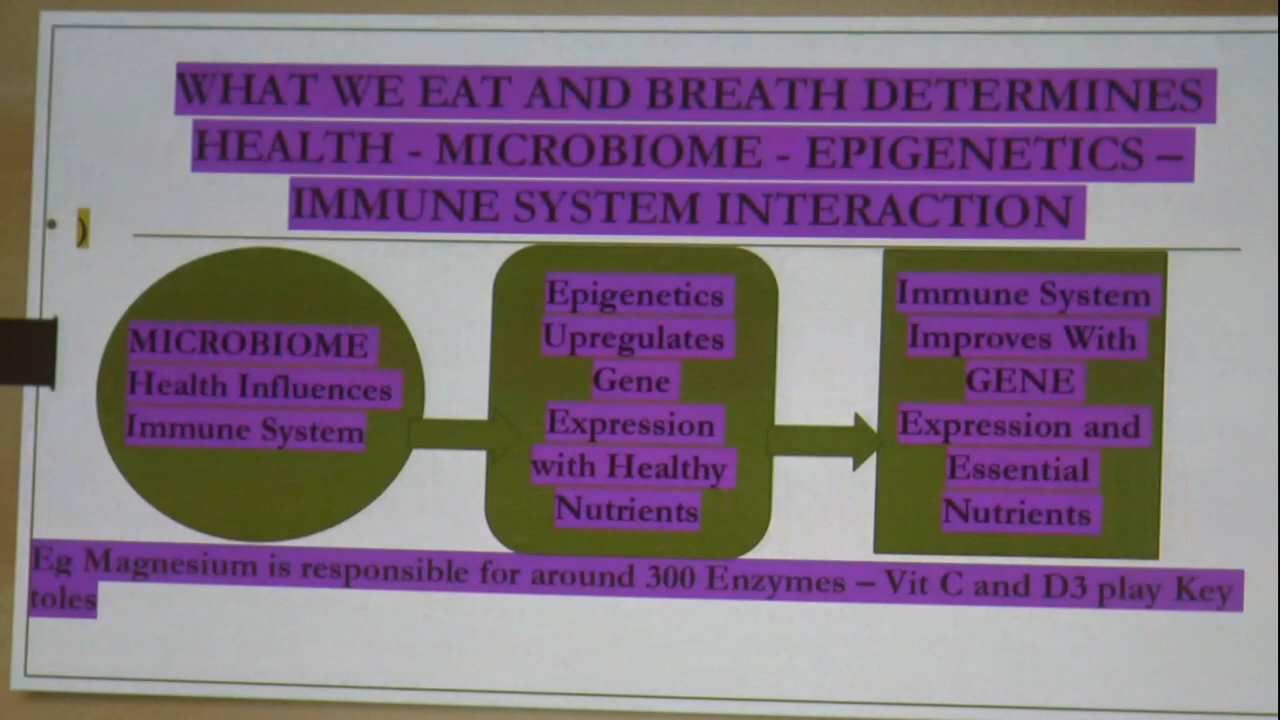 WHAT WE EAT AND BREATH DETERMINES
HEALTH - MICROBIOME - EPIGENETICS –
IMMUNE SYSTEM INTERACTION
MICROBIOME
Health Influences
Immune System
Epigenetics
Upregulates
Gene
Expression
with Healthy
Nutrients
Immune System
Improves With
GENE
Expression and
Essential
Nutrients
Eg Magnesium is responsible for around 300 Enzymes – Vit C and D3 play Key
toles